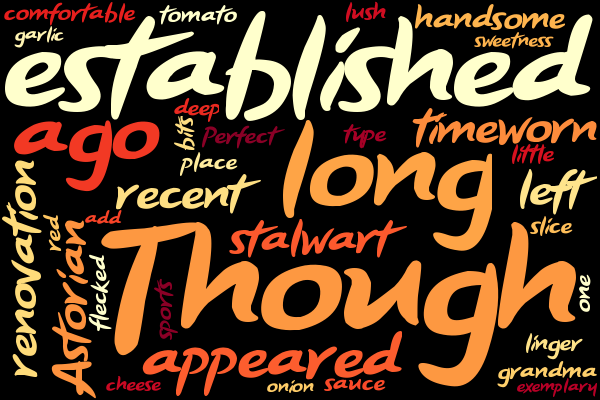 comfortable
tomato
lush
handsome
garlic
sweetness
established
deep
ago
bits
Perfect
type
timeworn
little
place
long
renovation
recent
left
add
red
slice
Astorian
flecked
Though
stalwart
sports
one
appeared
linger
cheese
onion
sauce
grandma
exemplary